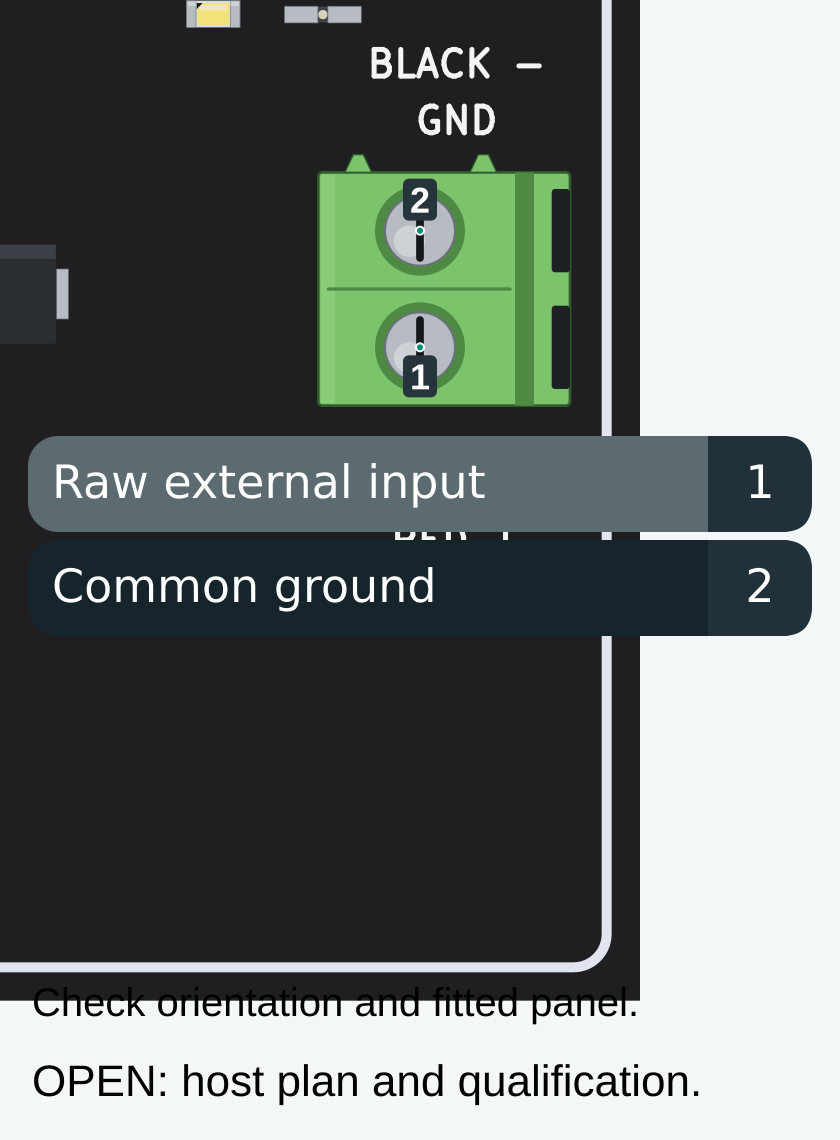 BLACK –
GND
2
1
Raw external input 1
Common ground 2
Check orientation and fitted panel.
OPEN: host plan and qualification.